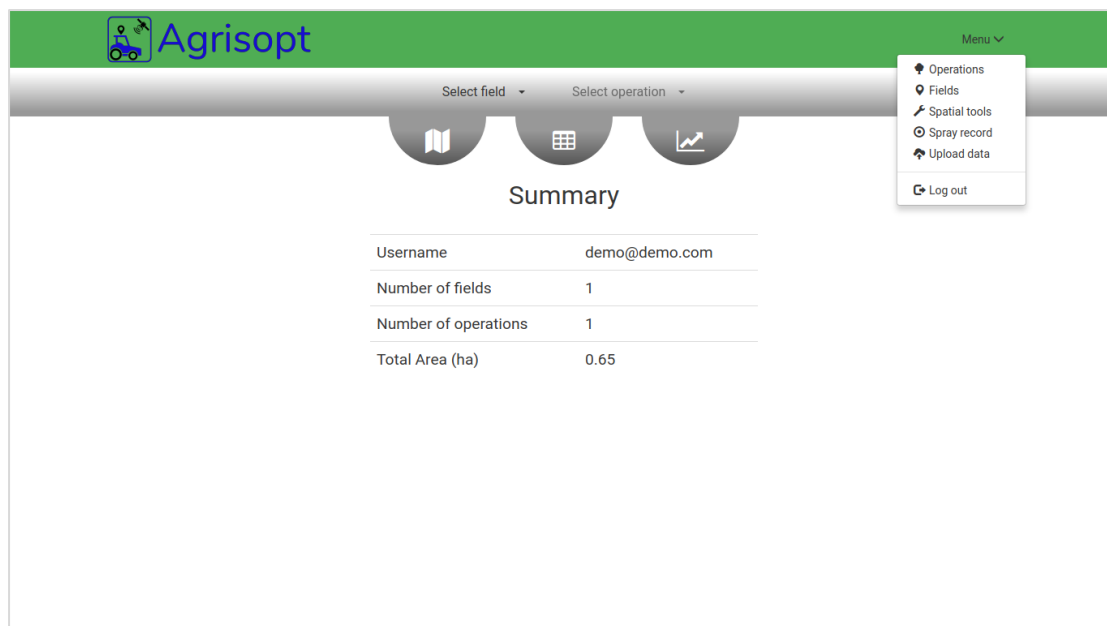 Agrisopt
Menu
Operations
Fields
Spatial tools
Spray record
Upload data
Log out
Select field
Select operation
Summary
Username demo@demo.com
Number of fields 1
Number of operations 1
Total Area (ha) 0.65